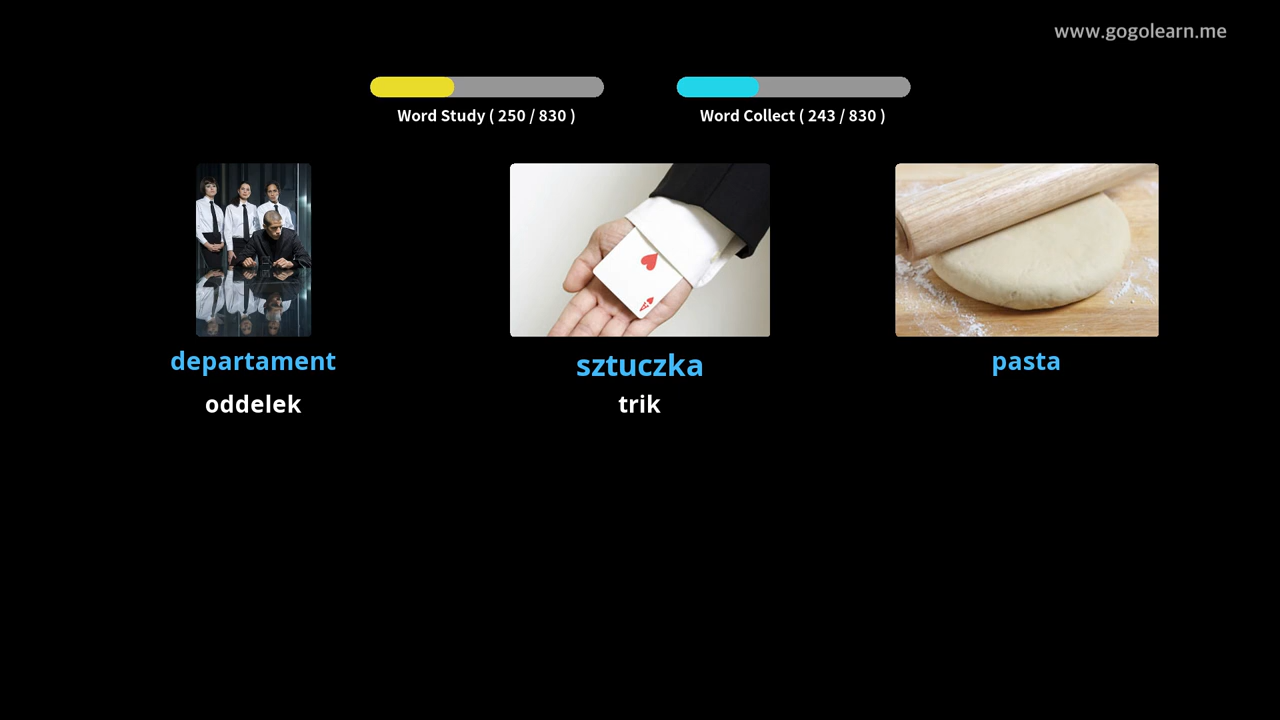 www.gogolearn.me
Word Study ( 250 / 830 )
Word Collect ( 243 / 830 )
departament
sztuczka
pasta
oddelek
trik